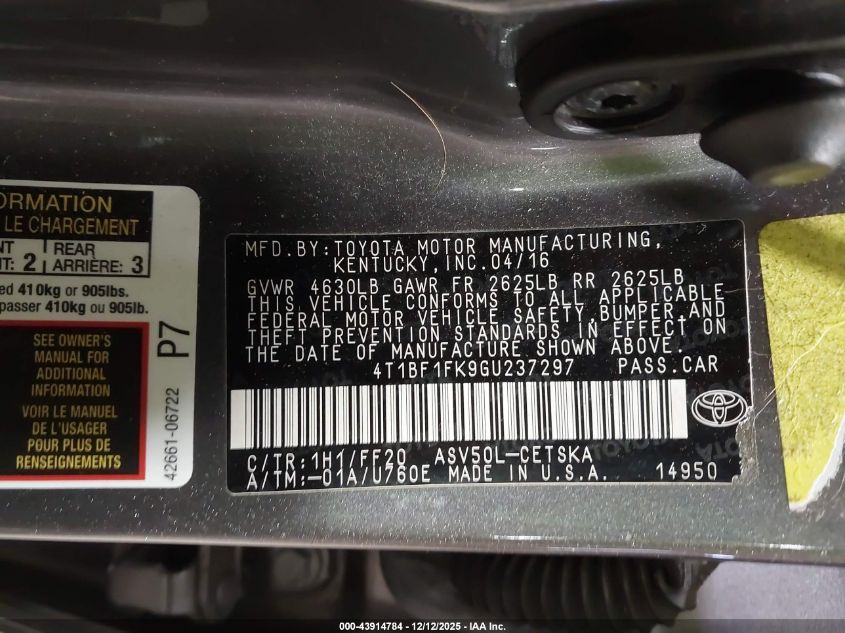 ORMATION
LE CHARGEMENT
NT REAR
NT: 2 ARRIÈRE: 3
ed 410kg or 905lbs.
passer 410kg ou 905lb.
SEE OWNER'S
MANUAL FOR
ADDITIONAL
INFORMATION
VOIR LE MANUEL
DE L'USAGER
POUR PLUS DE
RENSEIGNEMENTS
P7
42661-06722
MFD.BY:TOYOTA MOTOR MANUFACTURING,
KENTUCKY,INC.04/16
GVWR 4630LB GAWR FR 2625LB RR 2625LB
THIS VEHICLE CONFORMS TO ALL APPLICABLE
FEDERAL MOTOR VEHICLE SAFETY,BUMPER,AND
THEFT PREVENTION STANDARDS IN EFFECT ON
THE DATE OF MANUFACTURE SHOWN ABOVE.
4T1BF1FK9GU237297 PASS.CAR
C/TR:1H1/FF20 ASV50L-CETSKA
A/TM:-01A/U760E MADE IN U.S.A. 14950
000-43914784 - 12/12/2025 - IAA Inc.